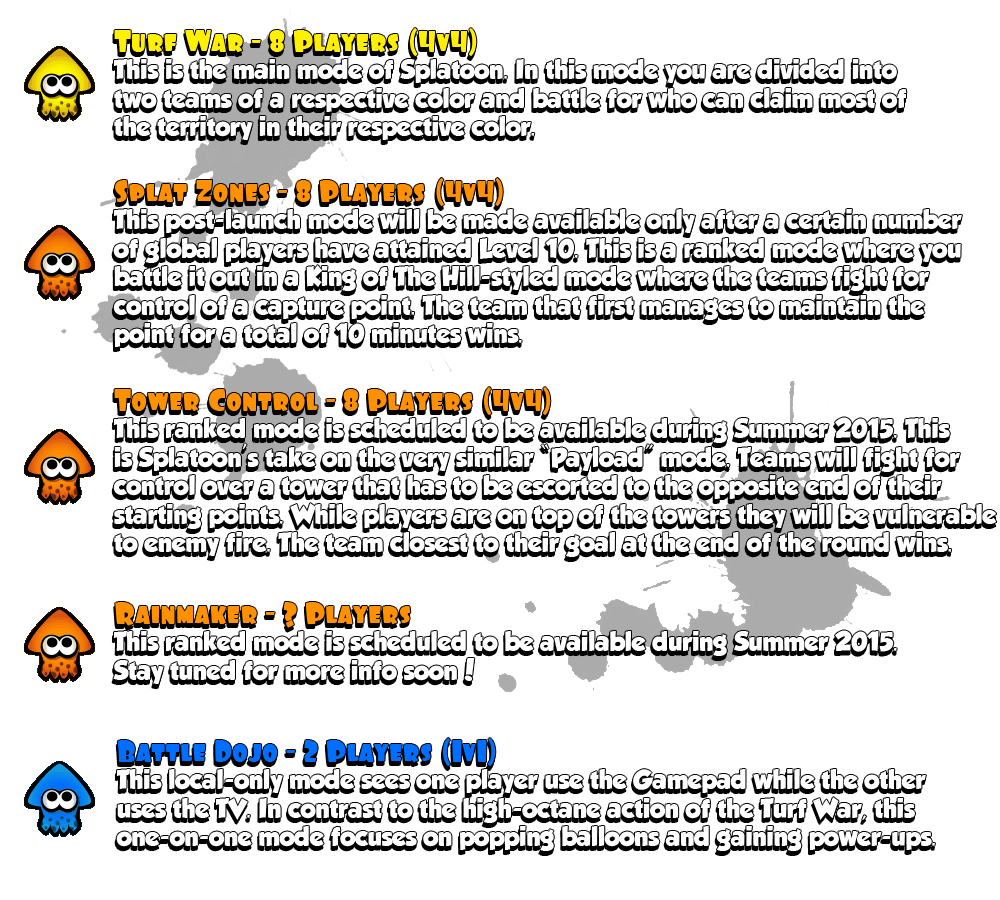 Turf War - 8 Players (4v4)
This is the main mode of Splatoon. In this mode you are divided into
two teams of a respective color and battle for who can claim most of
the territory in their respective color.
Splat Zones - 8 Players (4v4)
This post-launch mode will be made available only after a certain number
of global players have attained Level 10. This is a ranked mode where you
battle it out in a King of The Hill-styled mode where the teams fight for
control of a capture point. The team that first manages to maintain the
point for a total of 10 minutes wins.
Tower Control - 8 Players (4v4)
This ranked mode is scheduled to be available during Summer 2015. This
is Splatoon's take on the very similar "Payload" mode. Teams will fight for
control over a tower that has to be escorted to the opposite end of their
starting points. While players are on top of the towers they will be vulnerable
to enemy fire. The team closest to their goal at the end of the round wins.
Rainmaker - ? Players
This ranked mode is scheduled to be available during Summer 2015.
Stay tuned for more info soon!
Battle Dojo - 2 Players (1v1)
This local-only mode sees one player use the Gamepad while the other
uses the TV. In contrast to the high-octane action of the Turf War, this
one-on-one mode focuses on popping balloons and gaining power-ups.